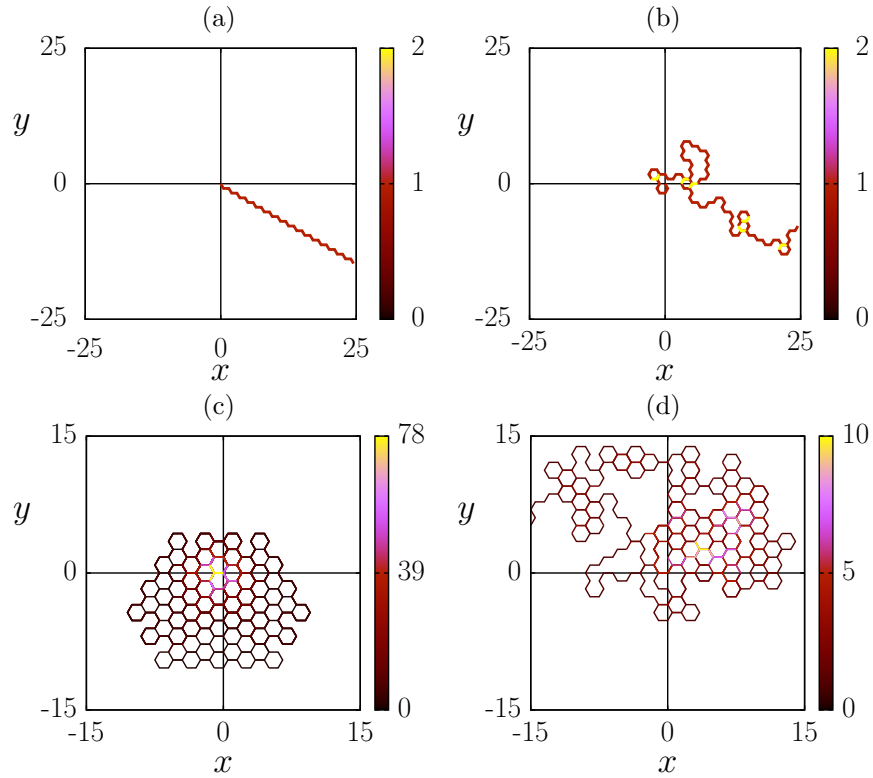 (a) (b)
25 2 25 2
y y
0 1 0 1
-25 0 -25 0
-25 0 25 -25 0 25
x x
(c) (d)
15 78 15 10
y y
0 39 0 5
-15 0 -15 0
-15 0 15 -15 0 15
x x